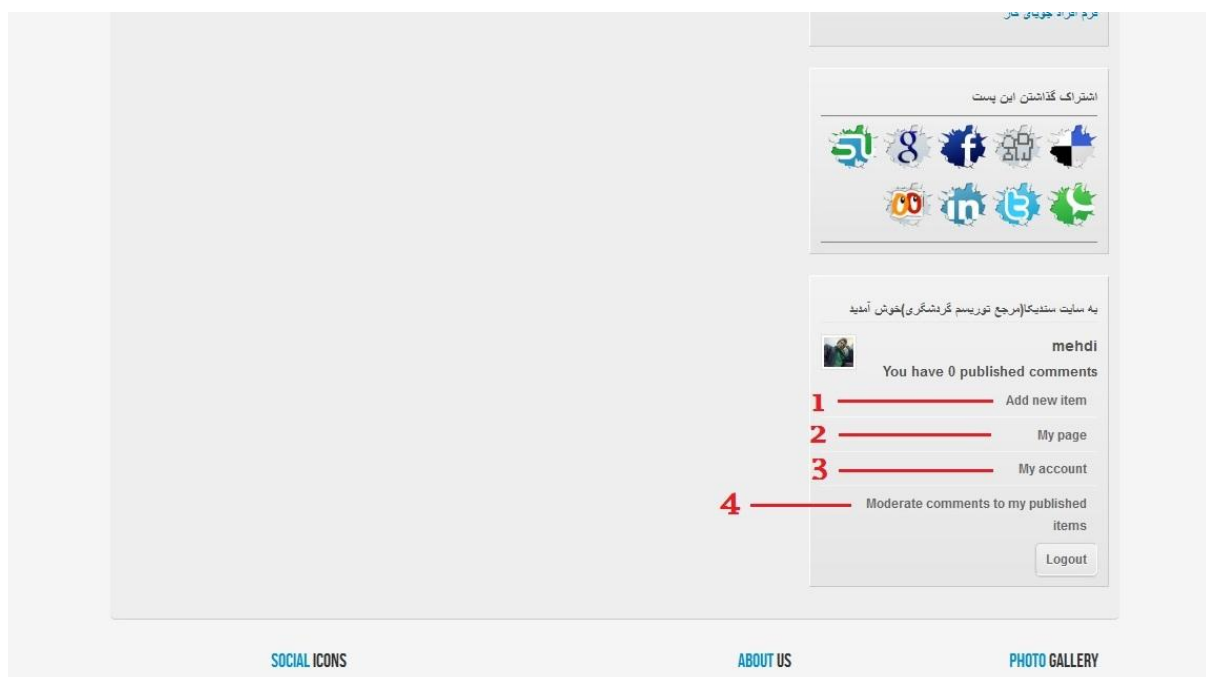 فرم افراد جویای کار
اشتراک گذاشتن این پست
به سایت سندیکا(مرجع توریسم گردشگری)خوش آمدید
mehdi
You have 0 published comments
1 Add new item
2 My page
3 My account
4 Moderate comments to my published
items
Logout
SOCIAL ICONS
ABOUT US
PHOTO GALLERY